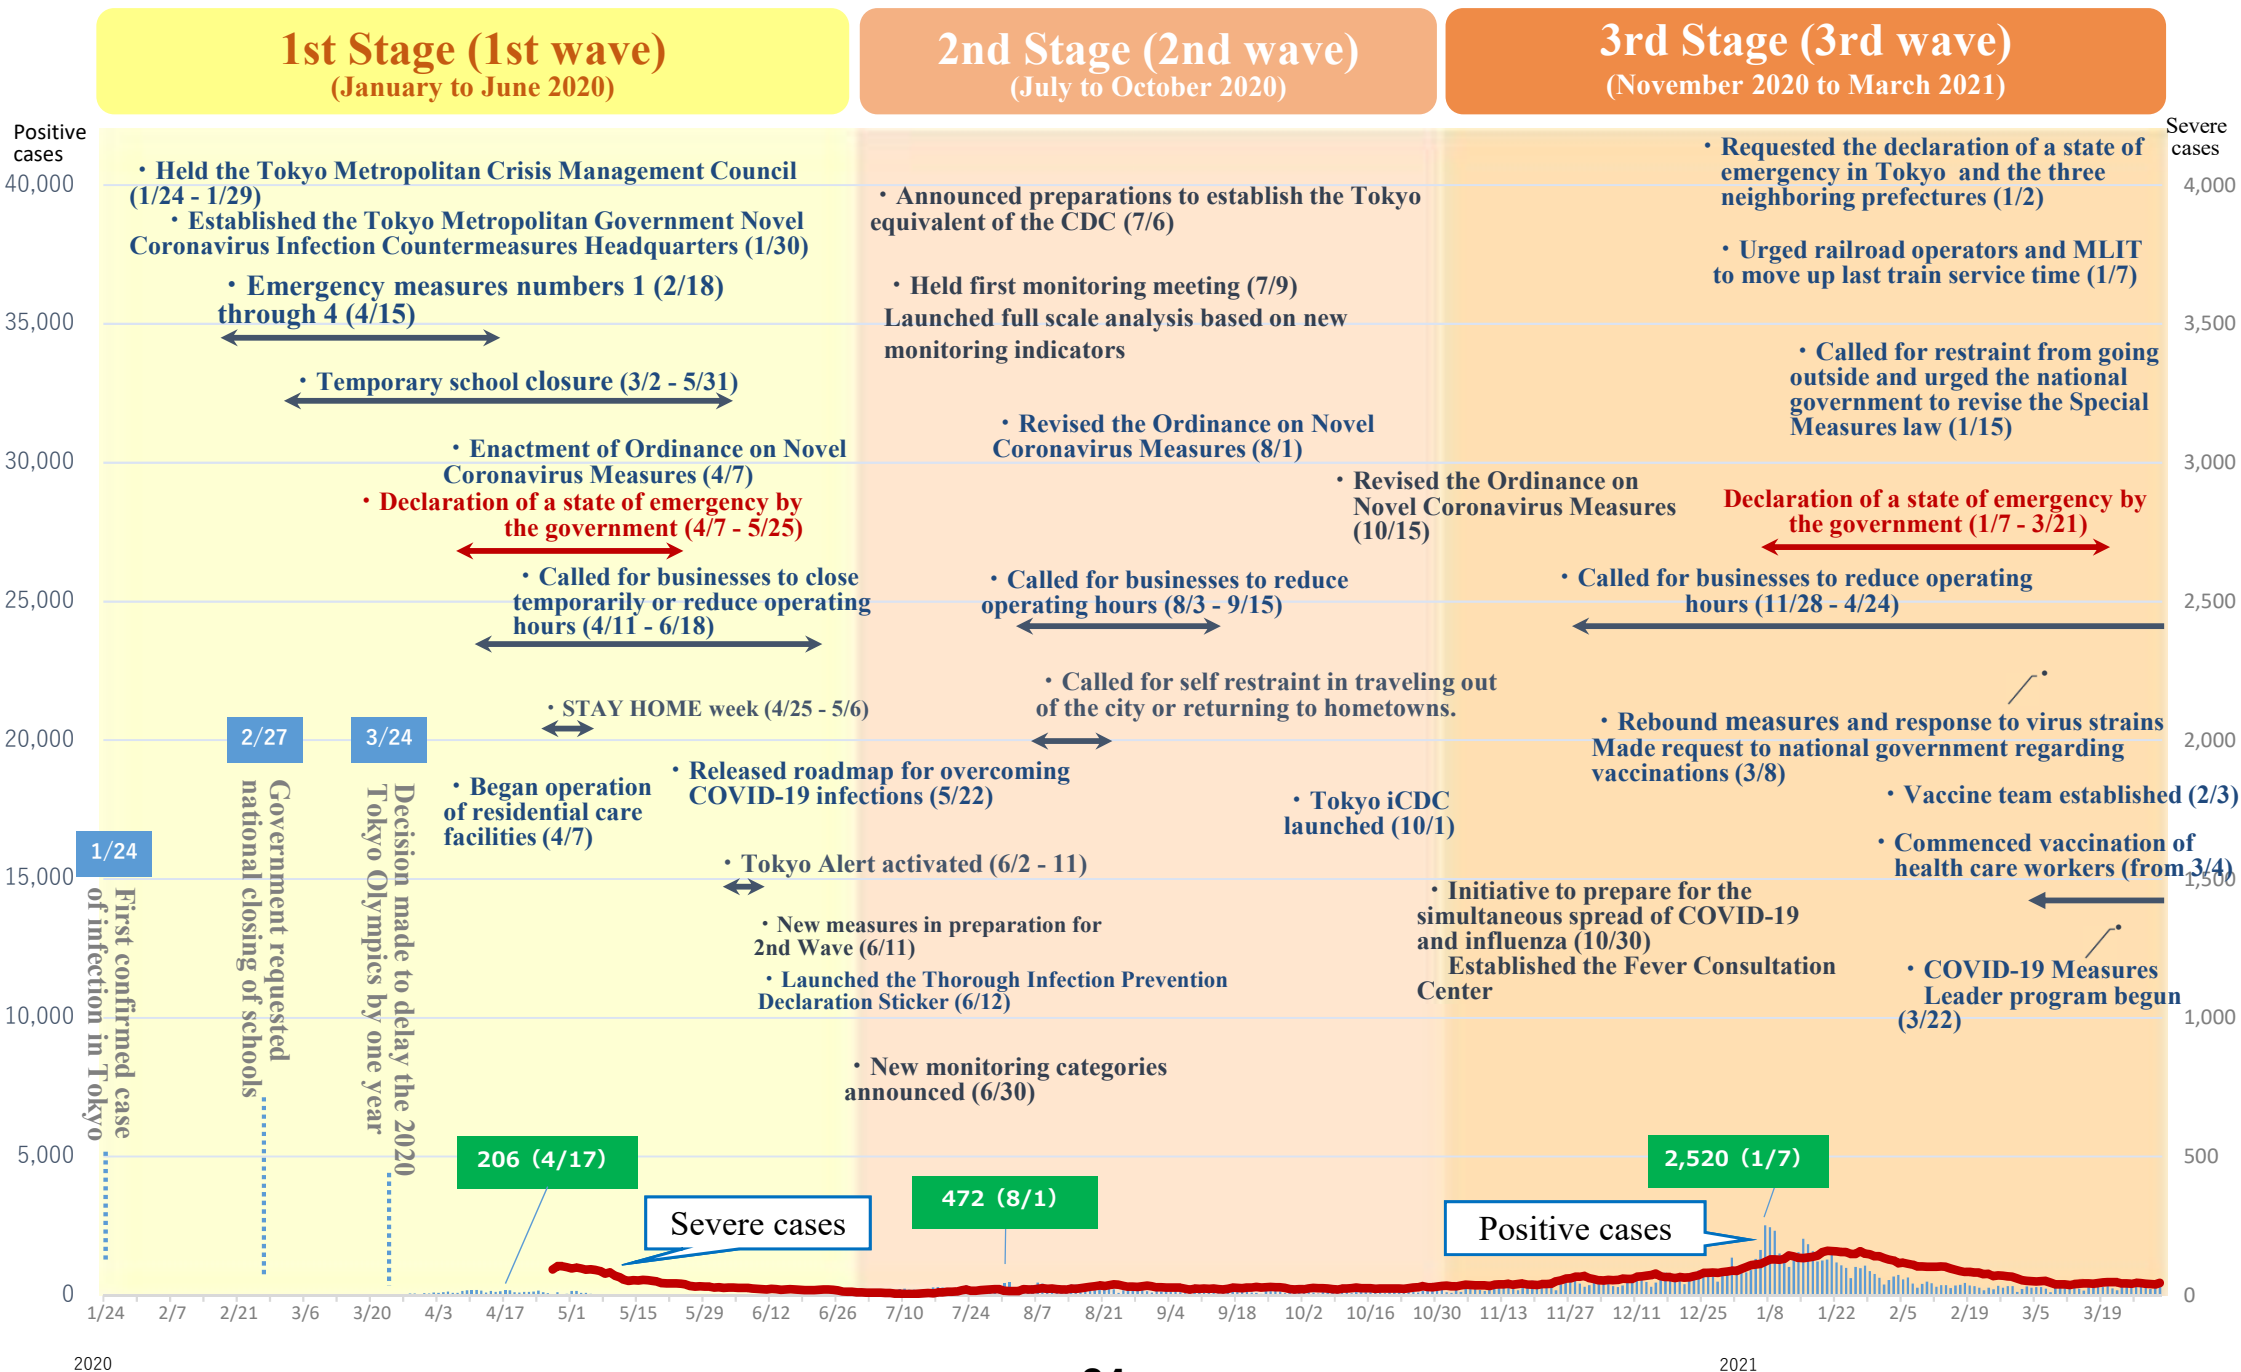 1st Stage (1st wave)
(January to June 2020)
2nd Stage (2nd wave)
(July to October 2020)
3rd Stage (3rd wave)
(November 2020 to March 2021)
Positive
cases
Severe
cases
40,000
35,000
30,000
25,000
20,000
15,000
10,000
5,000
0
・Held the Tokyo Metropolitan Crisis Management Council
(1/24 - 1/29)
・Established the Tokyo Metropolitan Government Novel
Coronavirus Infection Countermeasures Headquarters (1/30)
・Emergency measures numbers 1 (2/18)
through 4 (4/15)
・Temporary school closure (3/2 - 5/31)
・Enactment of Ordinance on Novel
Coronavirus Measures (4/7)
・Declaration of a state of emergency by
the government (4/7 - 5/25)
・Called for businesses to close
temporarily or reduce operating
hours (4/11 - 6/18)
・STAY HOME week (4/25 - 5/6)
・Began operation
of residential care
facilities (4/7)
・Released roadmap for overcoming
COVID-19 infections (5/22)
・Tokyo Alert activated (6/2 - 11)
・New measures in preparation for
2nd Wave (6/11)
・Launched the Thorough Infection Prevention
Declaration Sticker (6/12)
・New monitoring categories
announced (6/30)
1/24
First confirmed case
of infection in Tokyo
2/27
Government requested
national closing of schools
3/24
Decision made to delay the 2020
Tokyo Olympics by one year
・Announced preparations to establish the Tokyo
equivalent of the CDC (7/6)
・Held first monitoring meeting (7/9)
Launched full scale analysis based on new
monitoring indicators
・Revised the Ordinance on Novel
Coronavirus Measures (8/1)
・Revised the Ordinance on
Novel Coronavirus Measures
(10/15)
・Called for businesses to reduce
operating hours (8/3 - 9/15)
・Called for self restraint in traveling out
of the city or returning to hometowns.
・Tokyo iCDC
launched (10/1)
・Initiative to prepare for the
simultaneous spread of COVID-19
and influenza (10/30)
Established the Fever Consultation
Center
・Requested the declaration of a state of
emergency in Tokyo and the three
neighboring prefectures (1/2)
・Urged railroad operators and MLIT
to move up last train service time (1/7)
・Called for restraint from going
outside and urged the national
government to revise the Special
Measures law (1/15)
Declaration of a state of emergency by
the government (1/7 - 3/21)
・Called for businesses to reduce operating
hours (11/28 - 4/24)
・Rebound measures and response to virus strains
Made request to national government regarding
vaccinations (3/8)
・Vaccine team established (2/3)
・Commenced vaccination of
health care workers (from 3/4)
・COVID-19 Measures
Leader program begun
(3/22)
206（4/17）
472（8/1）
2,520（1/7）
Severe cases
Positive cases
4,000
3,500
3,000
2,500
2,000
1,500
1,000
500
0
1/24 2/7 2/21 3/6 3/20 4/3 4/17 5/1 5/15 5/29 6/12 6/26 7/10 7/24 8/7 8/21 9/4 9/18 10/2 10/16 10/30 11/13 11/27 12/11 12/25 1/8 1/22 2/5 2/19 3/5 3/19
2020
2021